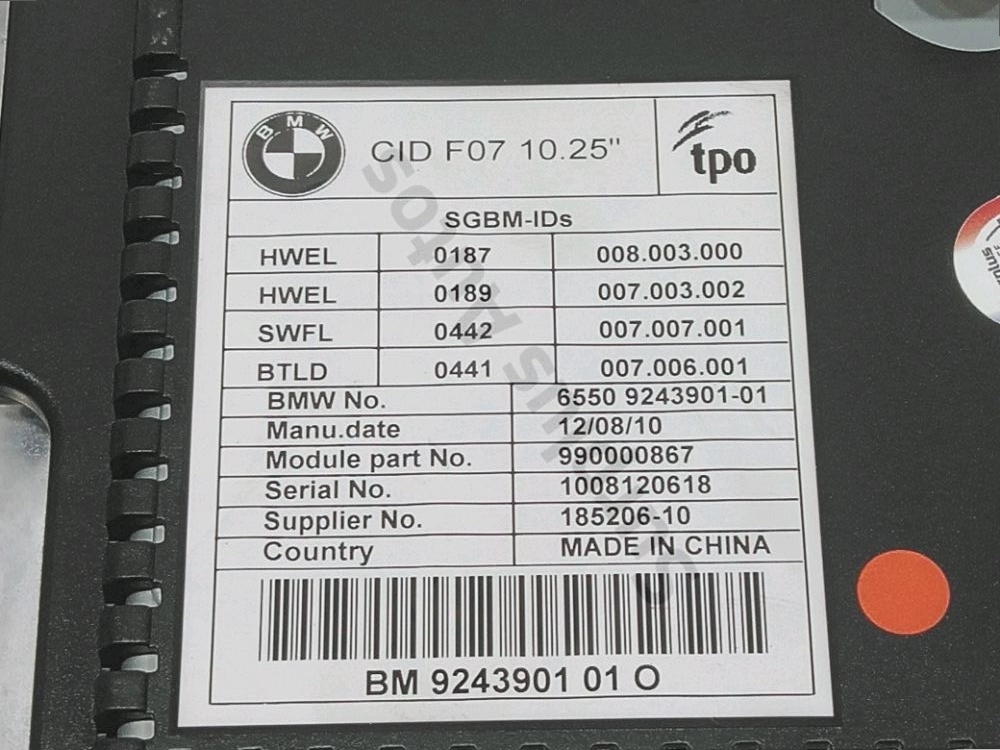 BMW
CID F07 10.25"
tpo
SGBM-IDs
HWEL 0187 008.003.000
HWEL 0189 007.003.002
SWFL 0442 007.007.001
BTLD 0441 007.006.001
BMW No. 6550 9243901-01
Manu.date 12/08/10
Module part No. 990000867
Serial No. 1008120618
Supplier No. 185206-10
Country MADE IN CHINA
BM 9243901 01 O